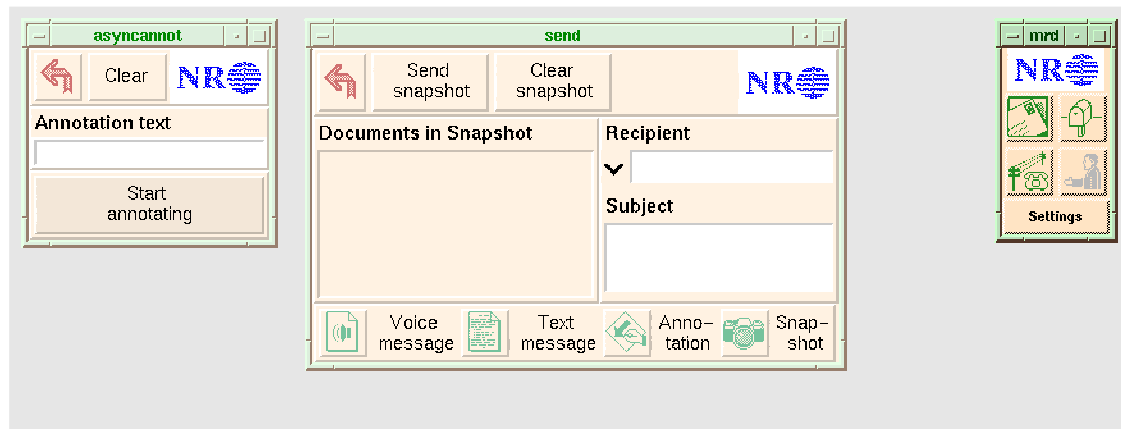 asyncannot
Clear
NR
Annotation text
Start
annotating
send
Send
snapshot
Clear
snapshot
NR
Documents in Snapshot
Recipient
Subject
Voice
message
Text
message
Anno–
tation
Snap–
shot
mrd
NR
Settings